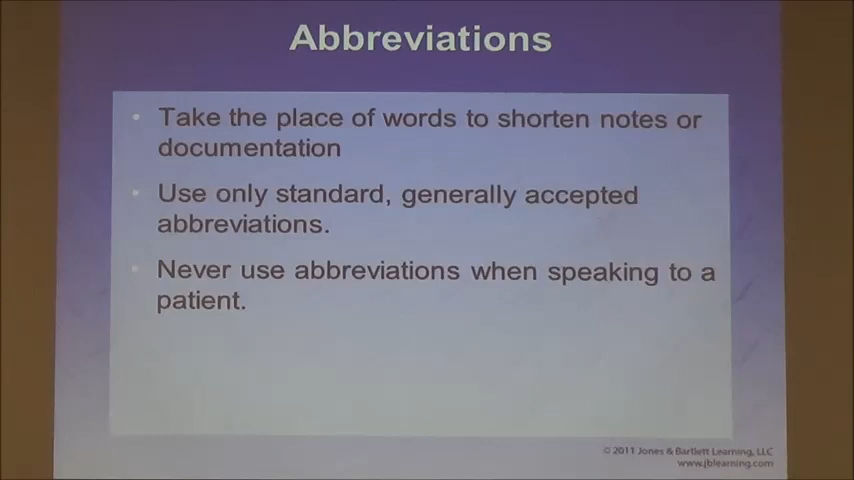 Abbreviations
• Take the place of words to shorten notes or
documentation
• Use only standard, generally accepted
abbreviations.
• Never use abbreviations when speaking to a
patient.
© 2011 Jones & Bartlett Learning, LLC
www.jblearning.com